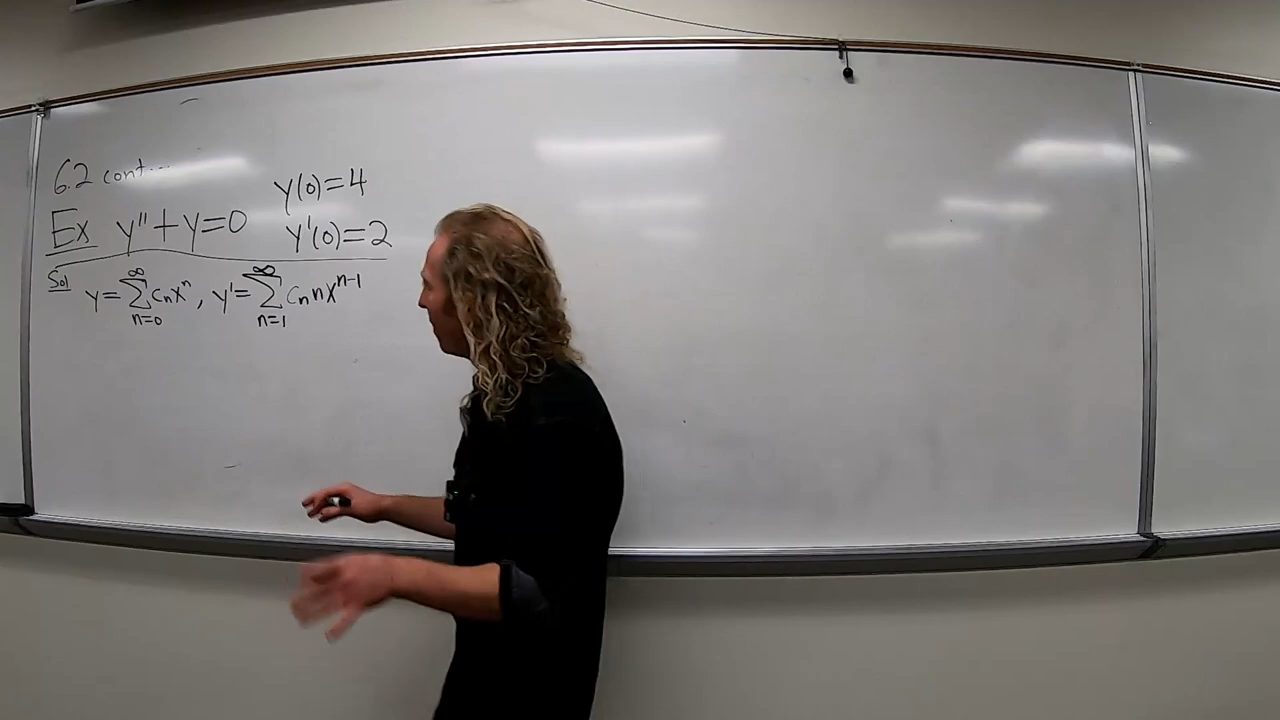 6.2 cont...
y(0)=4
Ex y''+y=0 y'(0)=2
Sol y=∑_{n=0}^{∞} c_n x^n, y'=∑_{n=1}^{∞} c_n n x^{n-1}